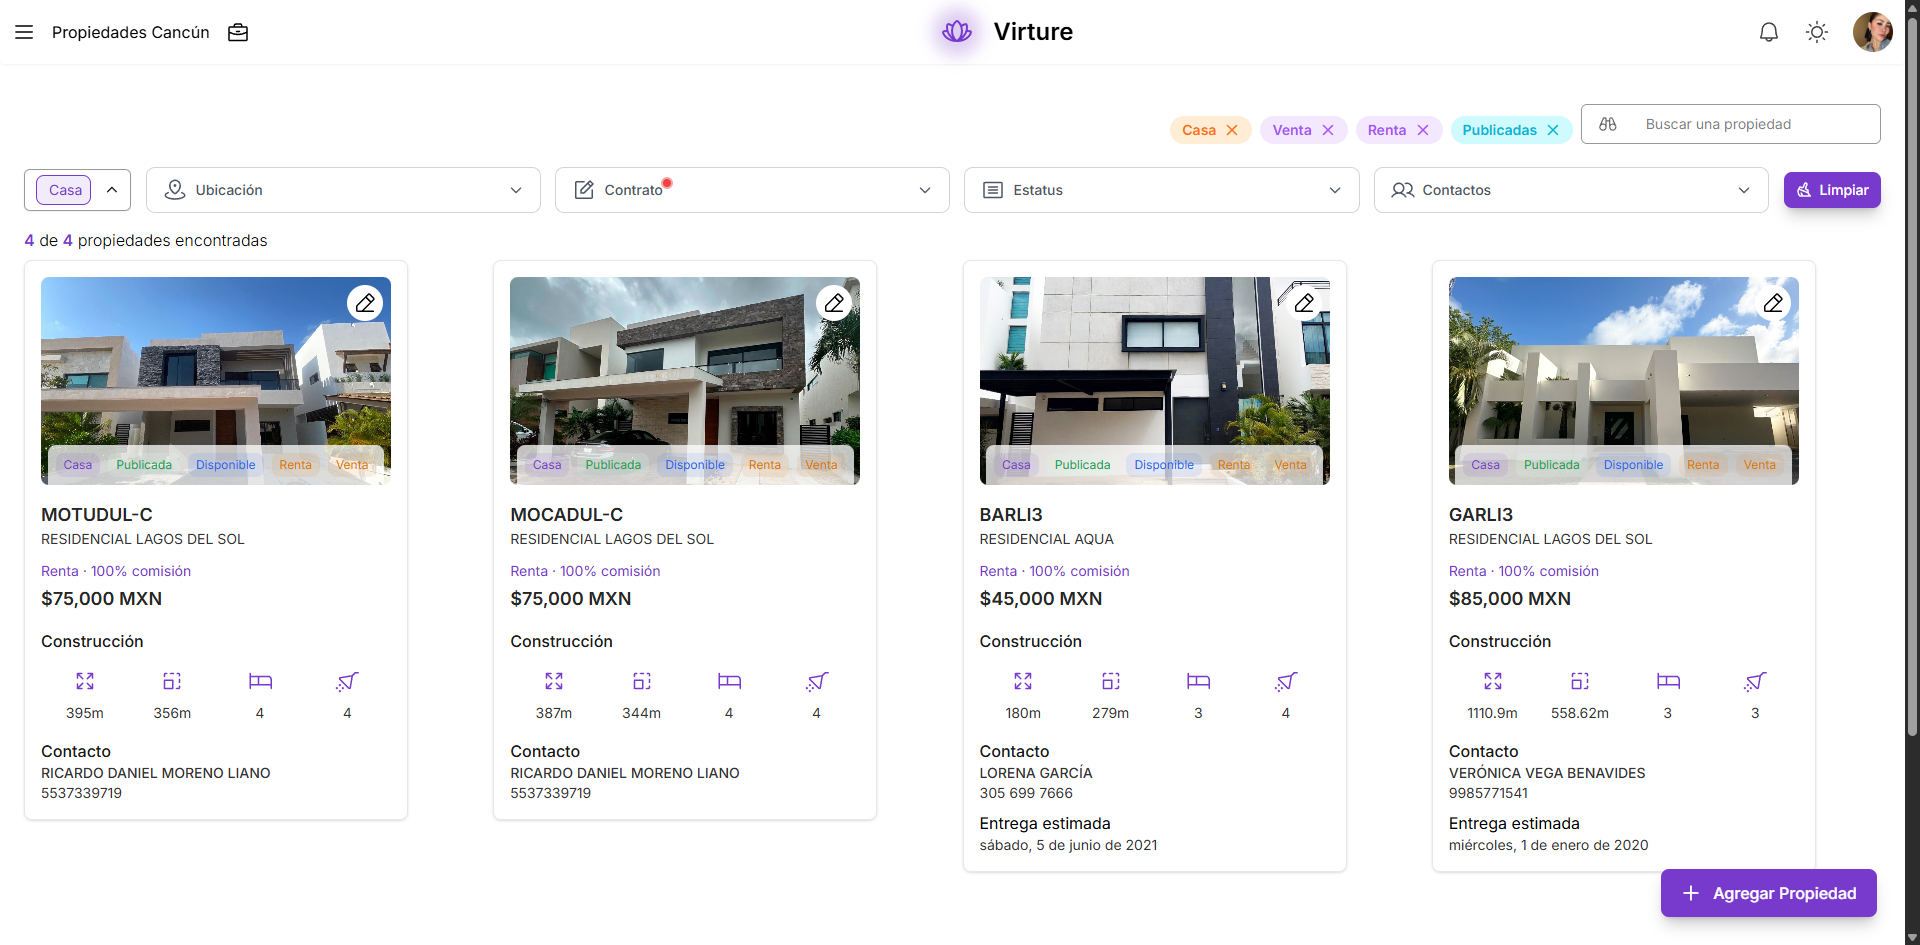 Propiedades Cancún
Virture
Casa
Venta
Renta
Publicadas
Buscar una propiedad
Casa
Ubicación
Contrato
Estatus
Contactos
Limpiar
4 de 4 propiedades encontradas
Casa Publicada Disponible Renta Venta
MOTUDUL-C
RESIDENCIAL LAGOS DEL SOL
Renta · 100% comisión
$75,000 MXN
Construcción
395m 356m 4 4
Contacto
RICARDO DANIEL MORENO LIANO
5537339719
Casa Publicada Disponible Renta Venta
MOCADUL-C
RESIDENCIAL LAGOS DEL SOL
Renta · 100% comisión
$75,000 MXN
Construcción
387m 344m 4 4
Contacto
RICARDO DANIEL MORENO LIANO
5537339719
Casa Publicada Disponible Renta Venta
BARLI3
RESIDENCIAL AQUA
Renta · 100% comisión
$45,000 MXN
Construcción
180m 279m 3 4
Contacto
LORENA GARCÍA
305 699 7666
Entrega estimada
sábado, 5 de junio de 2021
Casa Publicada Disponible Renta Venta
GARLI3
RESIDENCIAL LAGOS DEL SOL
Renta · 100% comisión
$85,000 MXN
Construcción
1110.9m 558.62m 3 3
Contacto
VERÓNICA VEGA BENAVIDES
9985771541
Entrega estimada
miércoles, 1 de enero de 2020
Agregar Propiedad